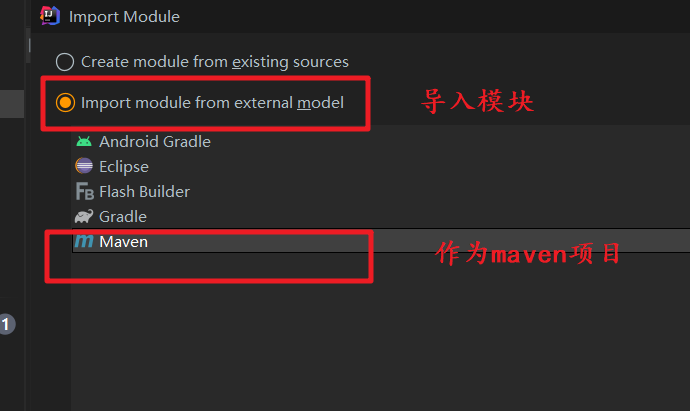 Import Module
Create module from existing sources
Import module from external model
导入模块
Android Gradle
Eclipse
Flash Builder
Gradle
Maven
作为maven项目
1